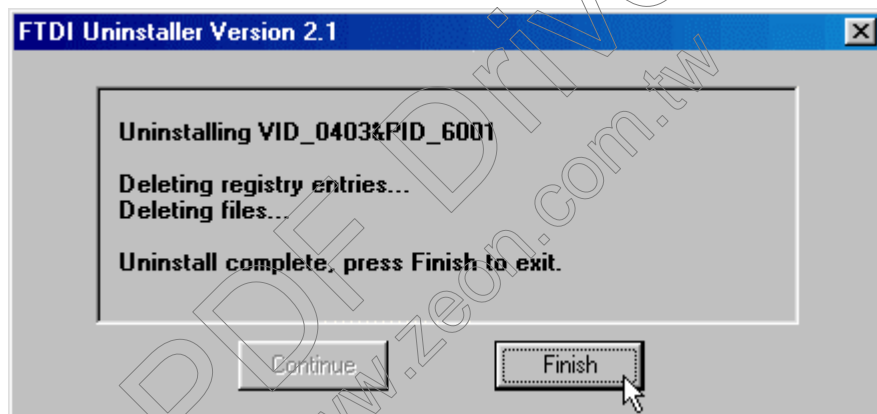 FTDI Uninstaller Version 2.1
Uninstalling VID_0403&PID_6001
Deleting registry entries...
Deleting files...
Uninstall complete, press Finish to exit.
Continue
Finish
PDF Drive
www.zeon.com.tw